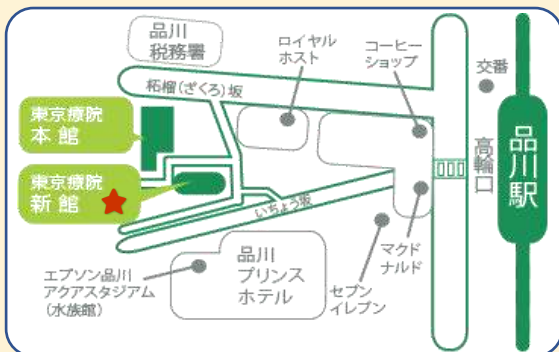 品川
税務署
ロイヤル
ホスト
コーヒー
ショップ
交番
柘榴(ざくろ)坂
東京療院
本館
高輪口
品川駅
東京療院
新館
いちょう坂
マクド
ナルド
エプソン品川
アクアスタジアム
(水族館)
品川
プリンス
ホテル
セブン
イレブン